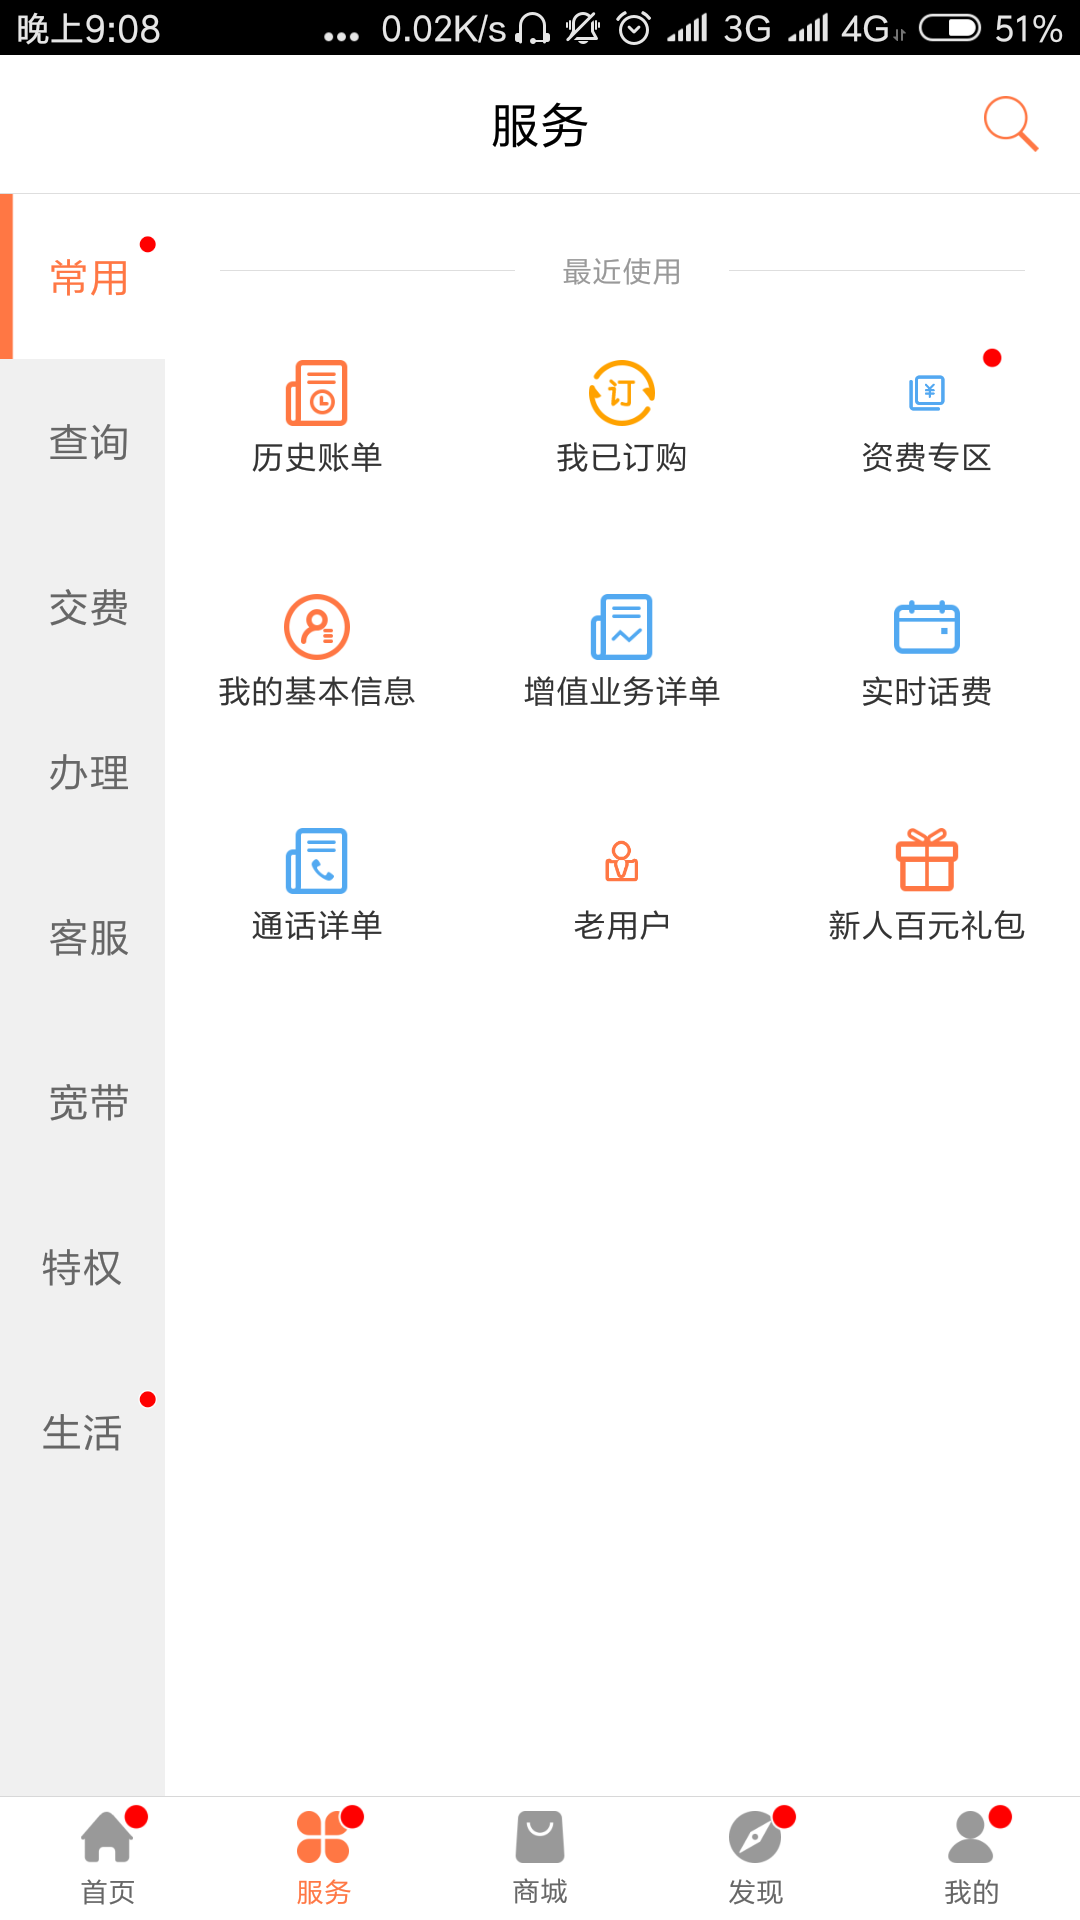 晚上9:08 ... 0.02K/s 3G 4G 51%
服务
常用
查询
交费
办理
客服
宽带
特权
生活
最近使用
历史账单 我已订购 资费专区
我的基本信息 增值业务详单 实时话费
通话详单 老用户 新人百元礼包
订
¥
首页 服务 商城 发现 我的